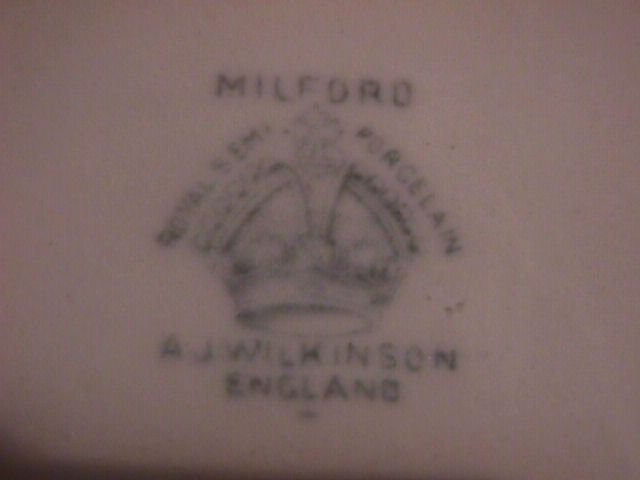 MILFORD
ROYAL SEMI-PORCELAIN
A.J. WILKINSON
ENGLAND